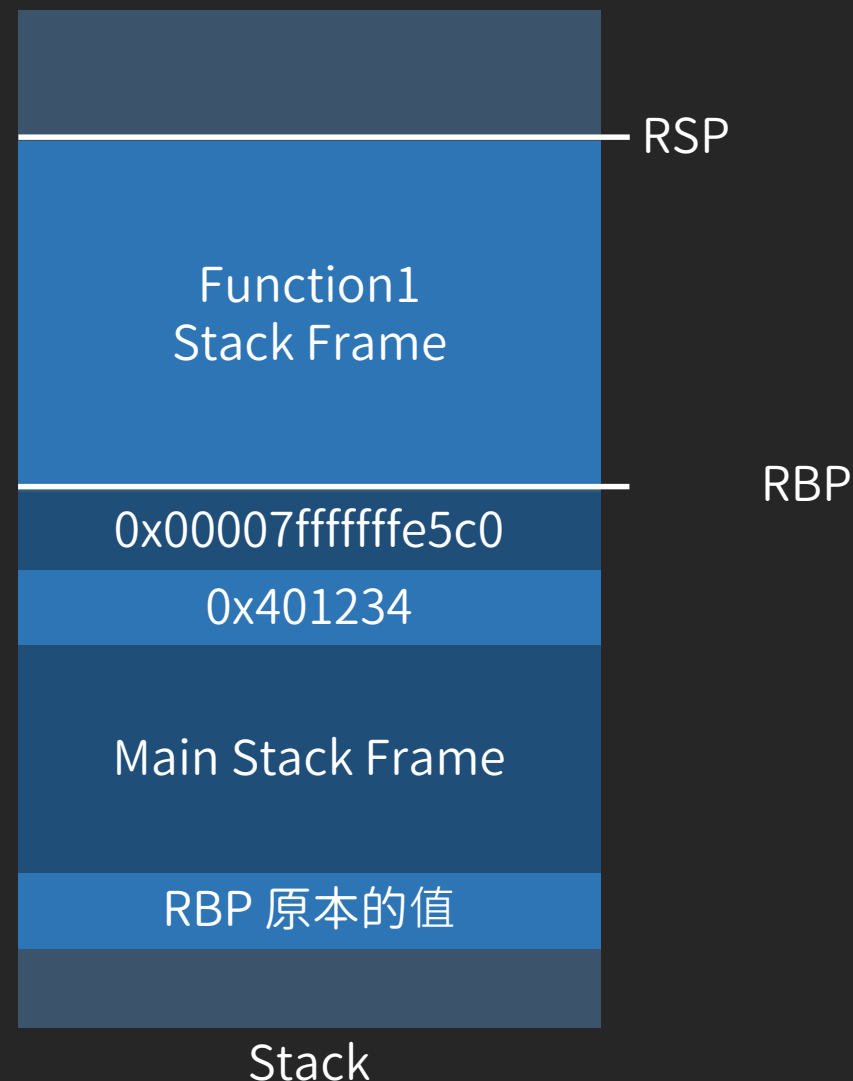 RSP
Function1
Stack Frame
RBP
0x00007fffffffe5c0
0x401234
Main Stack Frame
RBP 原本的值
Stack